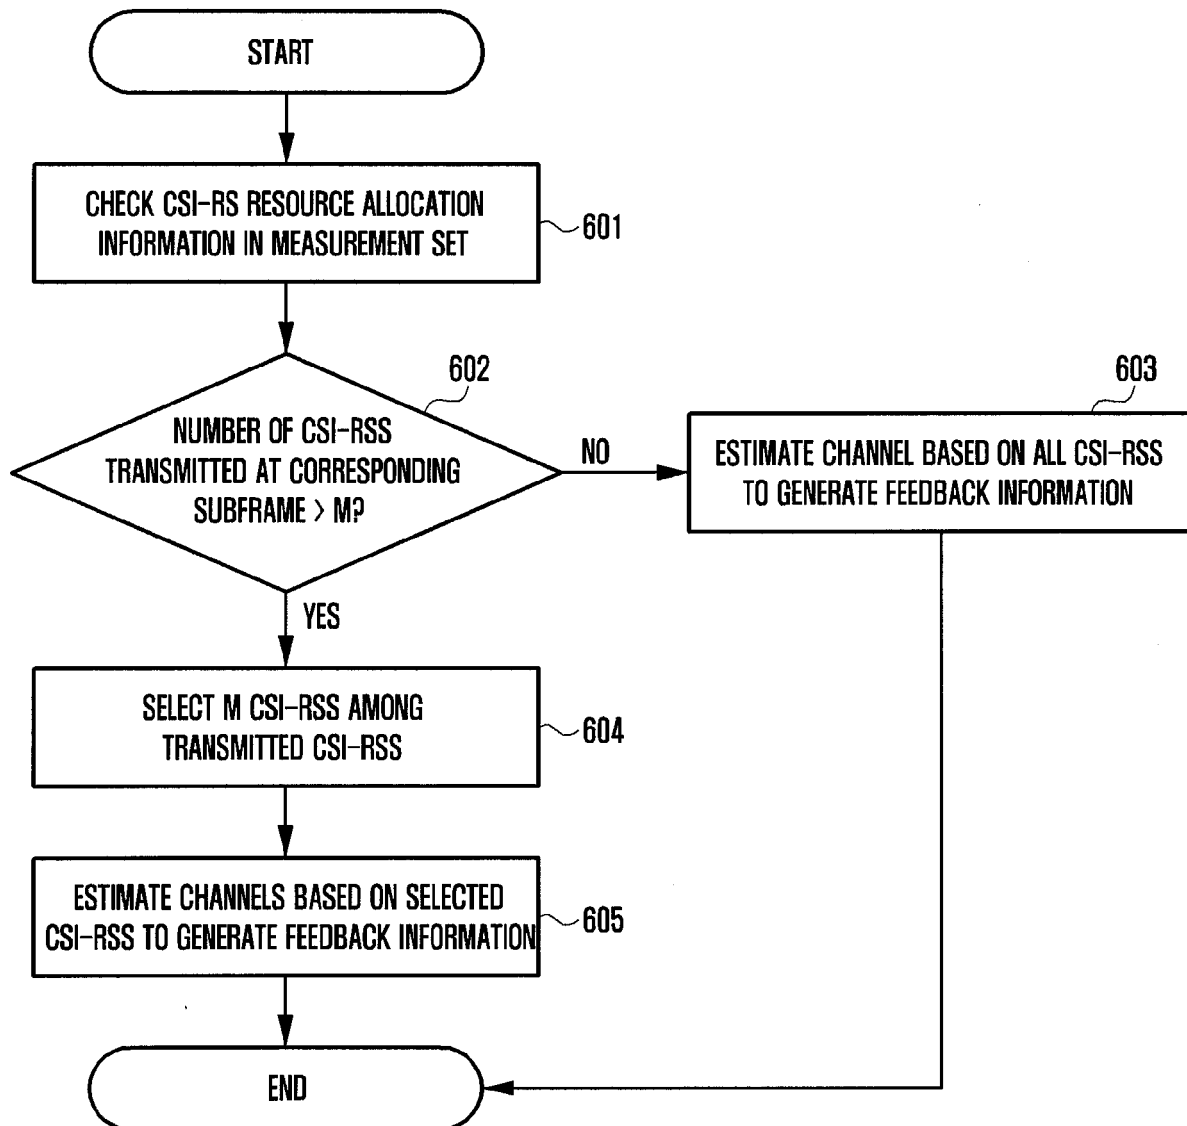 START
CHECK CSI-RS RESOURCE ALLOCATION
INFORMATION IN MEASUREMENT SET
601
602
NUMBER OF CSI-RSS
TRANSMITTED AT CORRESPONDING
SUBFRAME > M?
NO
603
ESTIMATE CHANNEL BASED ON ALL CSI-RSS
TO GENERATE FEEDBACK INFORMATION
YES
SELECT M CSI-RSS AMONG
TRANSMITTED CSI-RSS
604
ESTIMATE CHANNELS BASED ON SELECTED
CSI-RSS TO GENERATE FEEDBACK INFORMATION
605
END